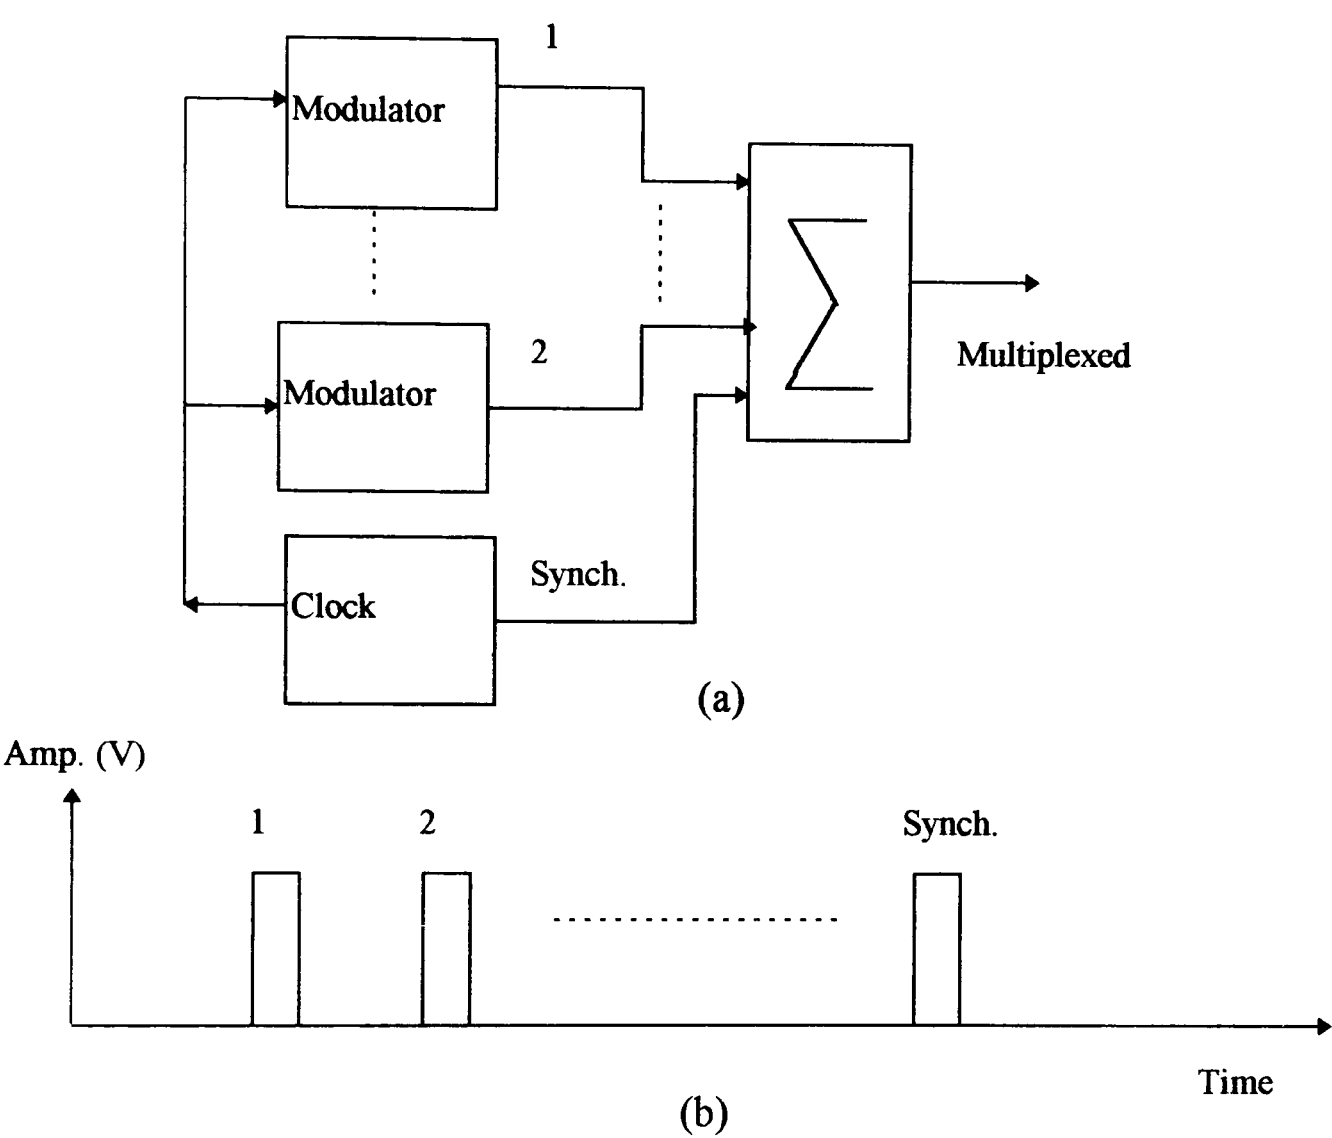 1
Modulator
2
Modulator
Multiplexed
Synch.
Clock
(a)
Amp. (V)
1 2 Synch.
Time
(b)